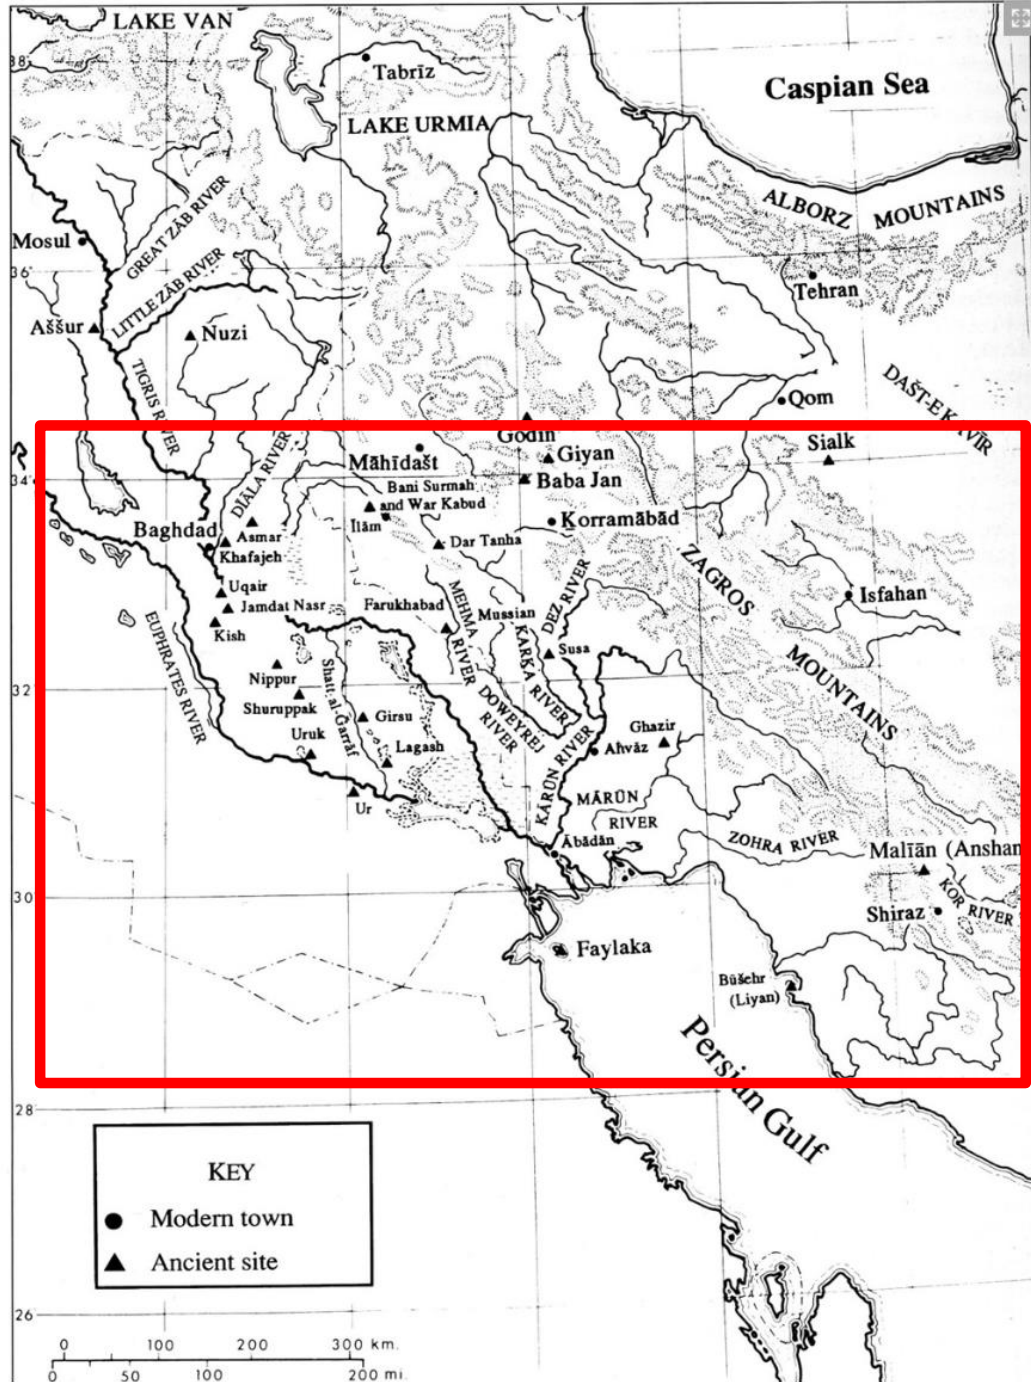 LAKE VAN
38
Tabrīz
Caspian Sea
LAKE URMIA
ALBORZ MOUNTAINS
GREAT ZĀB RIVER
Mosul
36
LITTLE ZĀB RIVER
Tehran
Aššur
Nuzi
TIGRIS R
DAŠT-E KAVĪR
Qom
Godin
Sialk
Giyan
Māhīdašt
34
Baba Jan
DĪĀLA RIVER
Bani Surmah
and War Kabud
Īlām
Korramābād
Baghdad
Asmar
Khafajeh
Dar Tanha
ZAGROS
MOUNTAINS
Isfahan
Uqair
Jamdat Nasr
Kish
Farukhabad
MEHMA
RIVER
Mussian
KARKA RIVER
DEZ RIVER
Susa
EUPHRATES RIVER
Nippur
32
Shuruppak
Shatt al-Garrāf
Girsu
DOWEYREJ
RIVER
Ghazir
Uruk
Lagash
Ahvāz
KĀRŪN RIVER
Ur
MĀRŪN
RIVER
Ābādān
ZOHRA RIVER
Malīān (Anshan
30
KOR RIVER
Shiraz
Faylaka
Būšehr
(Liyan)
Persian Gulf
28
KEY
Modern town
Ancient site
26
0 100 200 300 km.
0 50 100 200 mi.